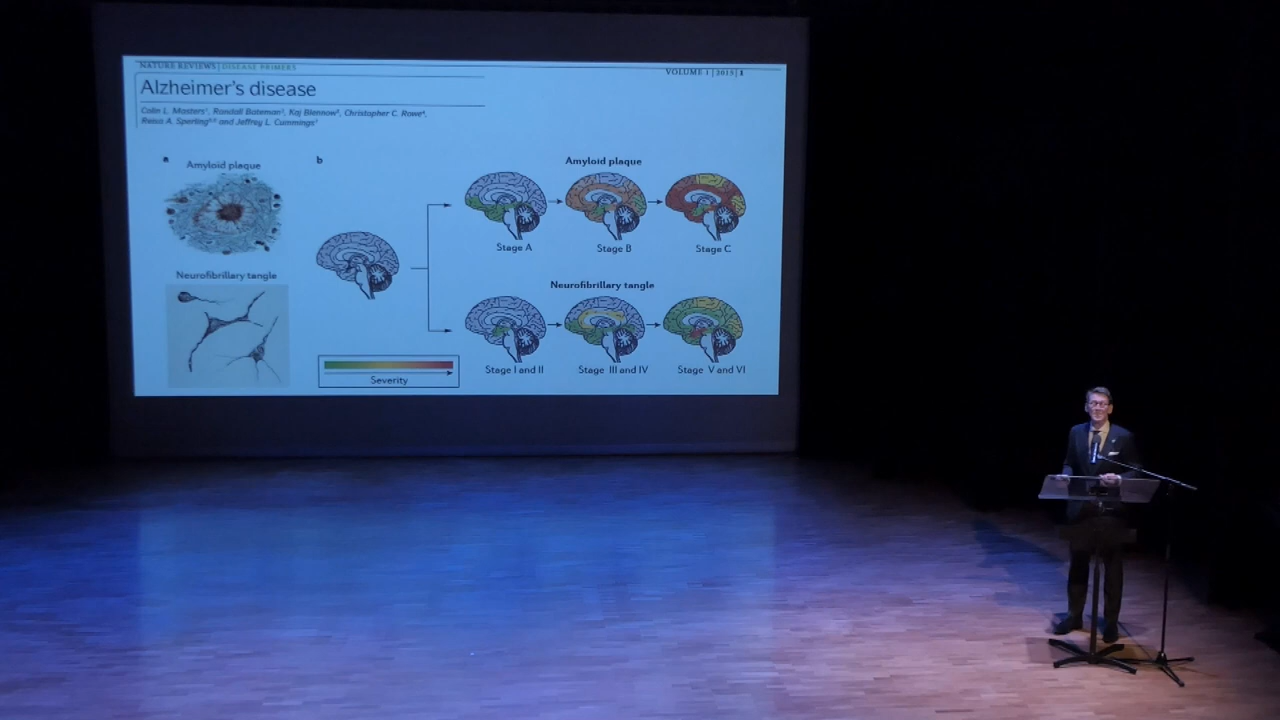 NATURE REVIEWS | DISEASE PRIMERS
VOLUME 1 | 2015 | 1
Alzheimer's disease
Colin L. Masters¹, Randall Bateman², Kaj Blennow³, Christopher C. Rowe⁴,
Reisa A. Sperling⁵,⁶ and Jeffrey L. Cummings⁷
a
Amyloid plaque
Neurofibrillary tangle
b
Amyloid plaque
Stage A
Stage B
Stage C
Neurofibrillary tangle
Stage I and II
Stage III and IV
Stage V and VI
Severity